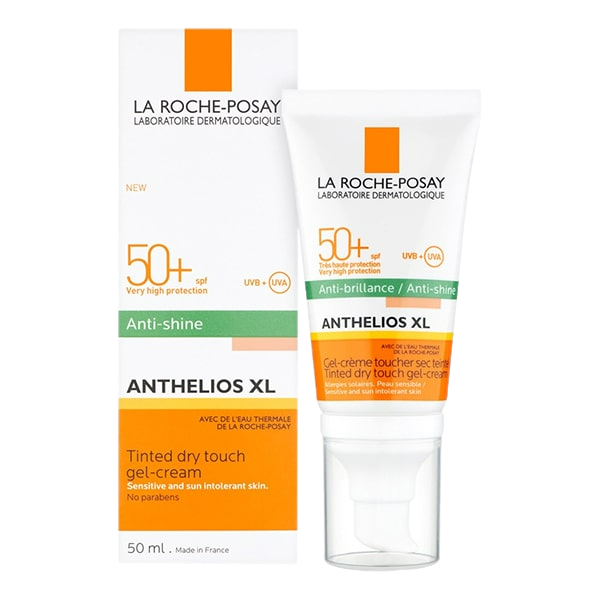 LA ROCHE-POSAY
LABORATOIRE DERMATOLOGIQUE
NEW
50+ spf
Very high protection
UVB + UVA
Anti-shine
ANTHELIOS XL
AVEC DE L'EAU THERMALE
DE LA ROCHE-POSAY
Tinted dry touch
gel-cream
Sensitive and sun intolerant skin.
No parabens
50 ml . Made in France
LA ROCHE-POSAY
LABORATOIRE DERMATOLOGIQUE
50+ spf
Très haute protection
Very high protection
UVB + UVA
Anti-brillance / Anti-shine
ANTHELIOS XL
AVEC DE L'EAU THERMALE
DE LA ROCHE-POSAY
Gel-crème toucher sec teinté
Tinted dry touch gel-cream
Allergies solaires. Peau sensible /
Sensitive and sun intolerant skin